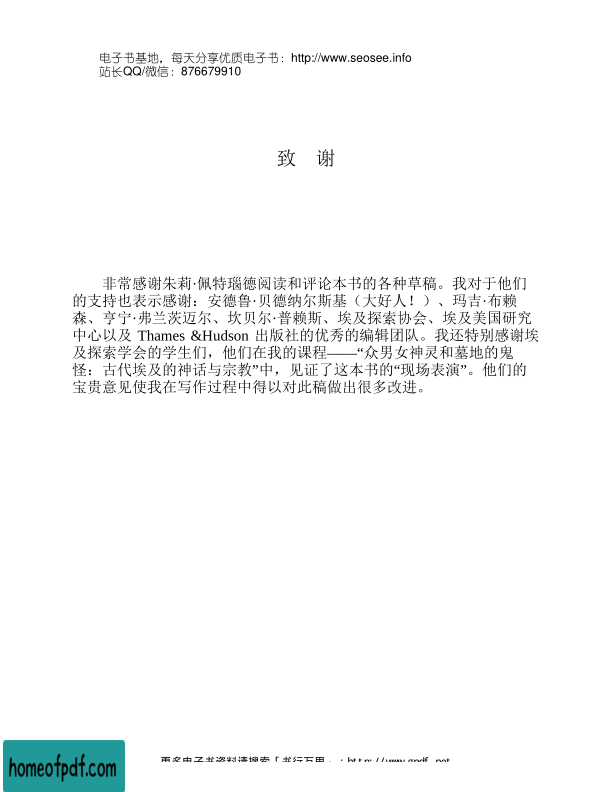 电子书基地，每天分享优质电子书：http://www.seosee.info
站长QQ/微信：876679910
致 谢
非常感谢朱莉·佩特瑙德阅读和评论本书的各种草稿。我对于他们
的支持也表示感谢：安德鲁·贝德纳尔斯基（大好人！）、玛吉·布赖
森、亨宁·弗兰茨迈尔、坎贝尔·普赖斯、埃及探索协会、埃及美国研究
中心以及 Thames &Hudson 出版社的优秀的编辑团队。我还特别感谢埃
及探索学会的学生们，他们在我的课程——“众男女神灵和墓地的鬼
怪：古代埃及的神话与宗教”中，见证了这本书的“现场表演”。他们的
宝贵意见使我在写作过程中得以对此稿做出很多改进。
更多电子书资料请搜索「书行万里」：http://www.gpdf.net
homeofpdf.com